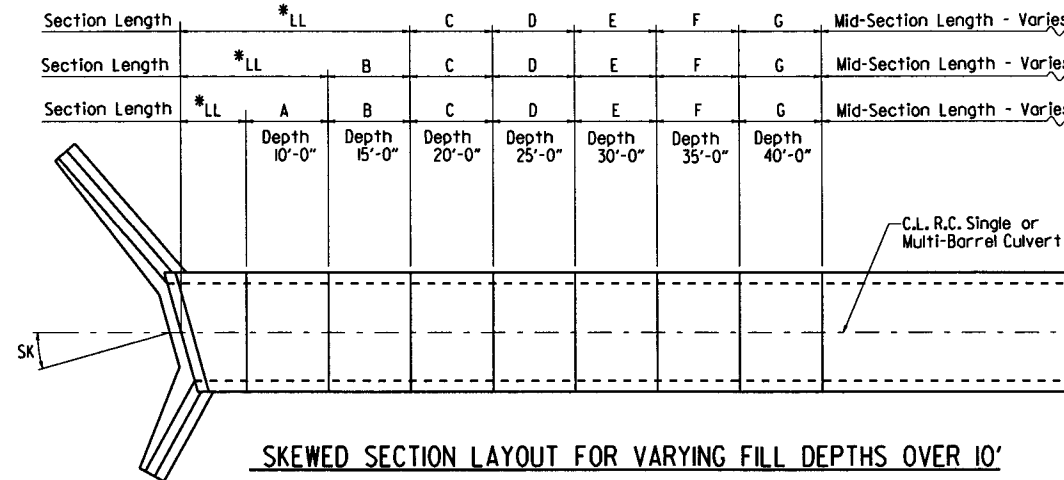 Section Length *LL C D E F G Mid-Section Length - Varies
Section Length *LL B C D E F G Mid-Section Length - Varies
Section Length *LL A B C D E F G Mid-Section Length - Varies
Depth Depth Depth Depth Depth Depth Depth
10'-0" 15'-0" 20'-0" 25'-0" 30'-0" 35'-0" 40'-0"
C.L. R.C. Single or
Multi-Barrel Culvert
SK
SKEWED SECTION LAYOUT FOR VARYING FILL DEPTHS OVER 10'